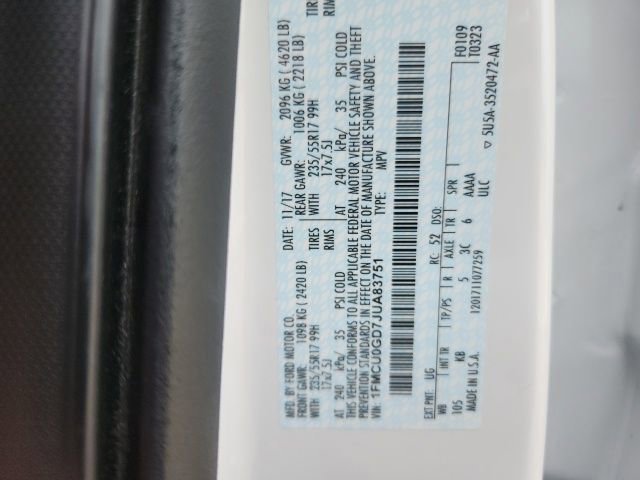 MFD. BY FORD MOTOR CO.
DATE: 11/17 GVWR: 2096 KG ( 4620 LB)
FRONT GAWR: 1098 KG ( 2420 LB) REAR GAWR: 1006 KG ( 2218 LB)
WITH 235/55R17 99H TIRES WITH 235/55R17 99H TIR
17x7.5J RIMS 17x7.5J RIM
AT 240 kPa/ 35 PSI COLD AT 240 kPa/ 35 PSI COLD
THIS VEHICLE CONFORMS TO ALL APPLICABLE FEDERAL MOTOR VEHICLE SAFETY AND THEFT
PREVENTION STANDARDS IN EFFECT ON THE DATE OF MANUFACTURE SHOWN ABOVE.
VIN: 1FMCU0GD7JUA83751 TYPE: MPV
F0109
T0323
EXT PNT: UG RC: 52 DSO:
WB INT TR TP/PS R AXLE TR SPR
105 KB 5 3C 6 AAAA
MADE IN U.S.A. 1201711077259 ULC
5U5A-3520472-AA